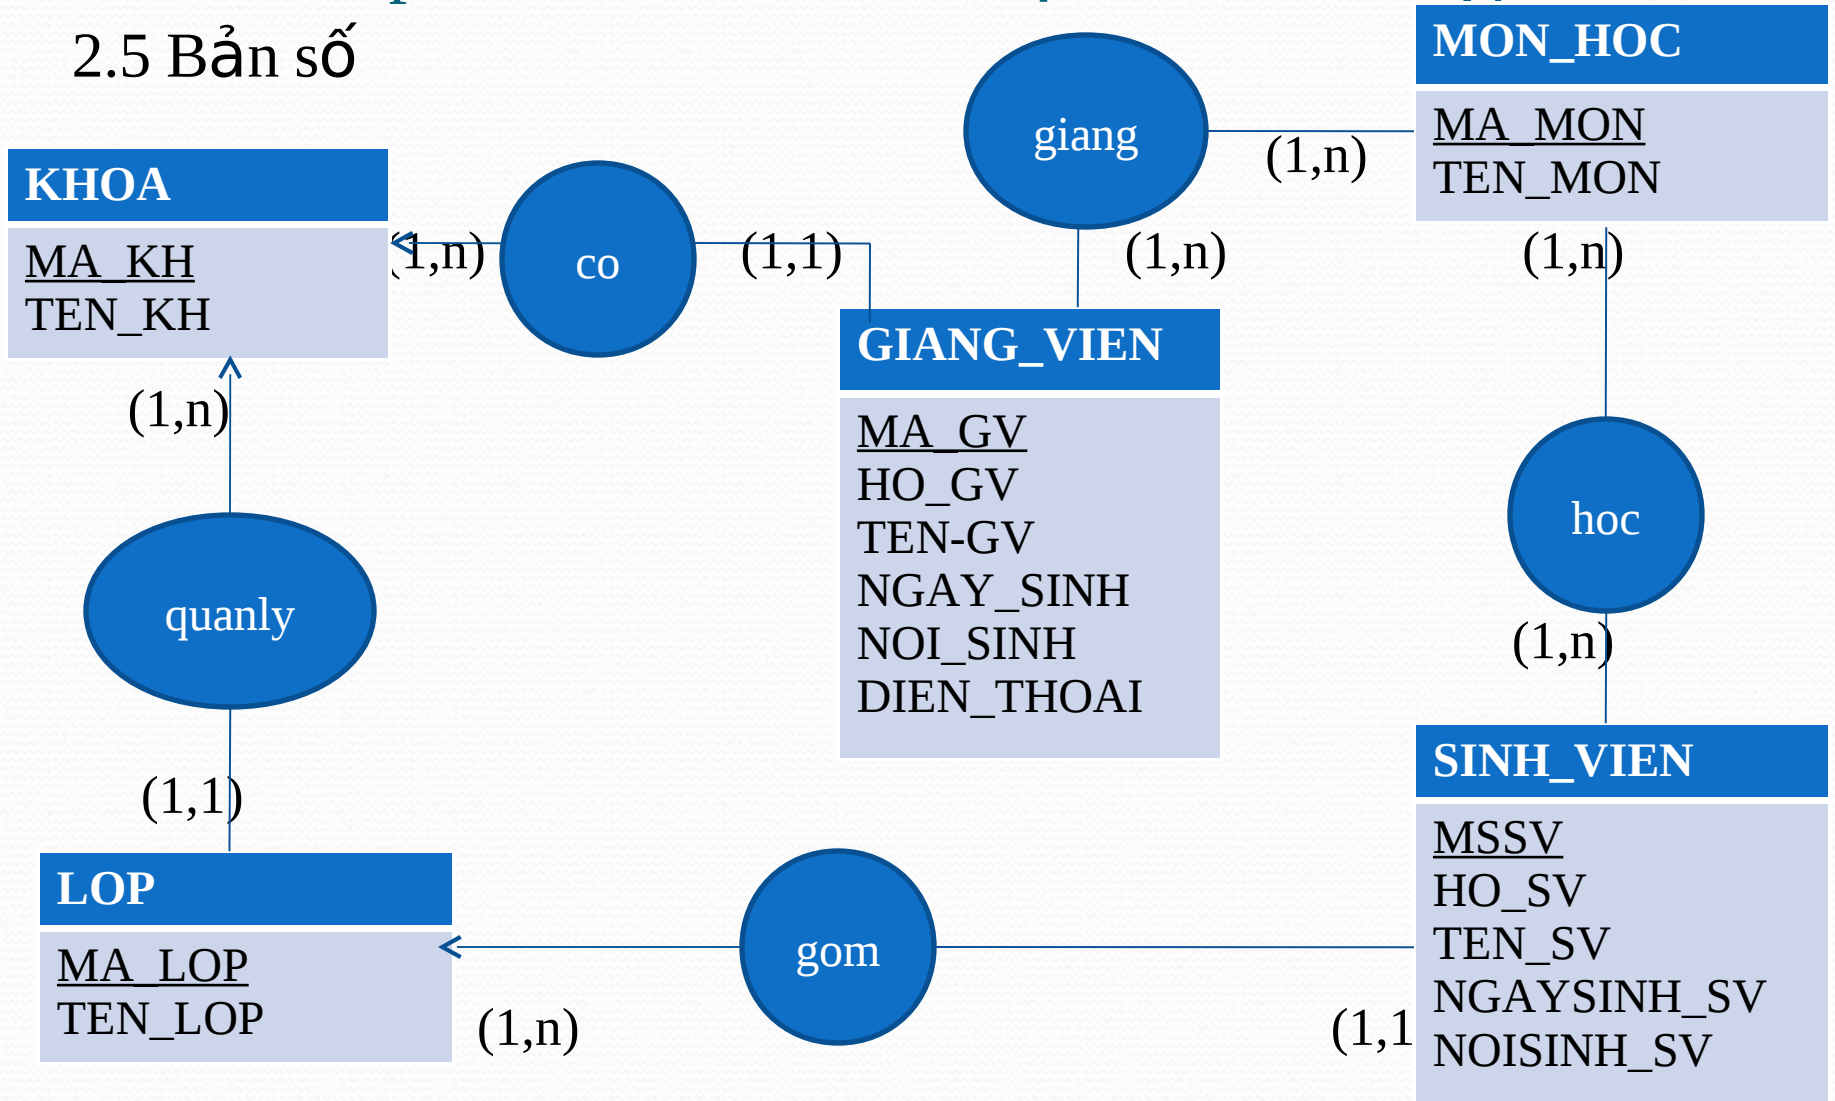 2.5 Bản số
MON_HOC
MA_MON
TEN_MON
giang
(1,n)
KHOA
MA_KH
TEN_KH
(1,n)
co
(1,1)
(1,n)
(1,n)
GIANG_VIEN
MA_GV
HO_GV
TEN-GV
NGAY_SINH
NOI_SINH
DIEN_THOAI
(1,n)
quanly
hoc
(1,n)
(1,1)
SINH_VIEN
MSSV
HO_SV
TEN_SV
NGAYSINH_SV
NOISINH_SV
LOP
MA_LOP
TEN_LOP
gom
(1,n)
(1,1